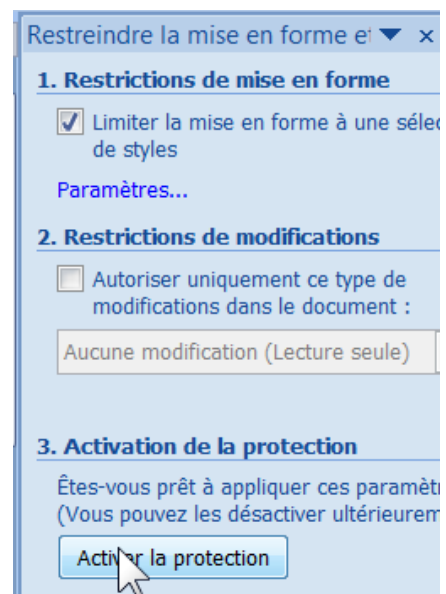 Restreindre la mise en forme et
1. Restrictions de mise en forme
Limiter la mise en forme à une sélec
de styles
Paramètres...
2. Restrictions de modifications
Autoriser uniquement ce type de
modifications dans le document :
Aucune modification (Lecture seule)
3. Activation de la protection
Êtes-vous prêt à appliquer ces paramètr
(Vous pouvez les désactiver ultérieurem
Activer la protection